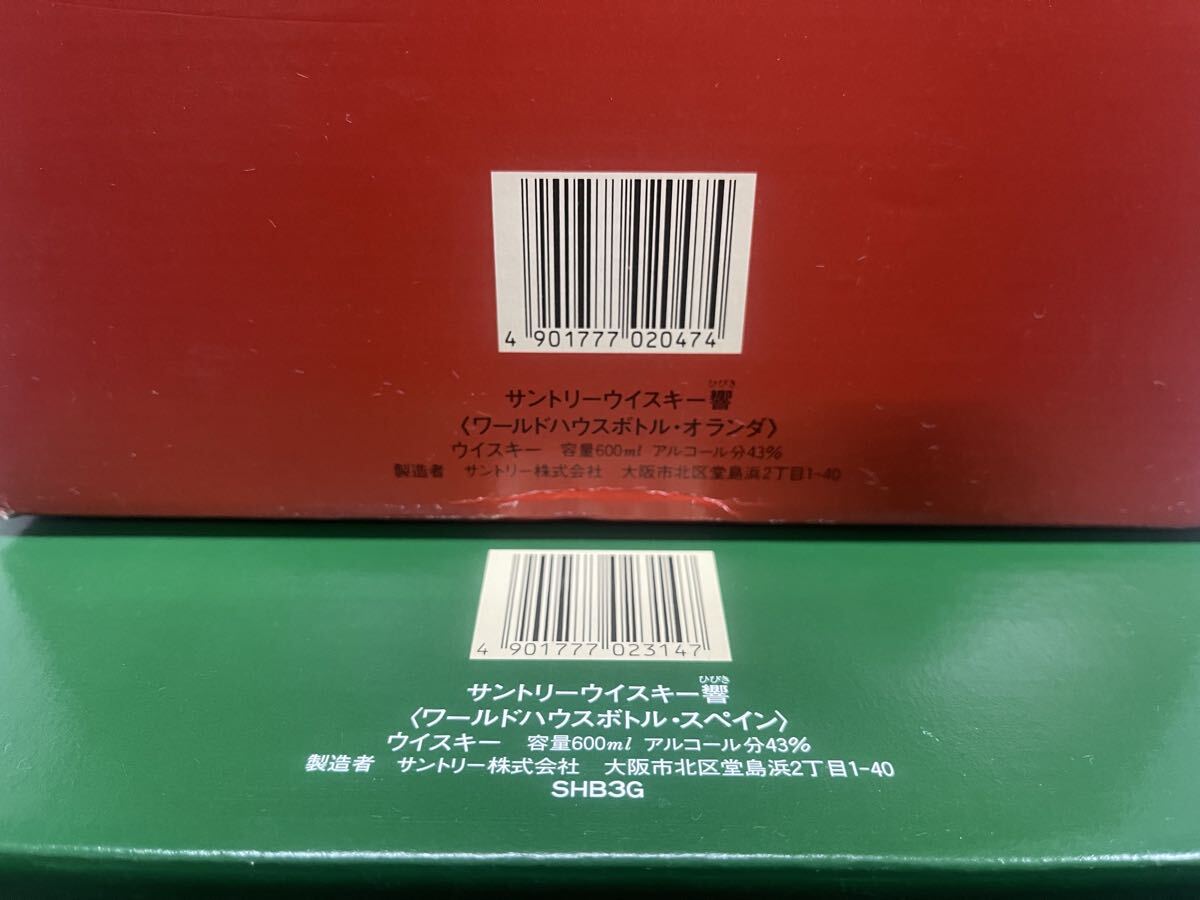 4 901777 020474
ひびき
サントリーウイスキー響
〈ワールドハウスボトル・オランダ〉
ウイスキー 容量600ml アルコール分43%
製造者 サントリー株式会社 大阪市北区堂島浜2丁目1-40
4 901777 023147
ひびき
サントリーウイスキー響
〈ワールドハウスボトル・スペイン〉
ウイスキー 容量600ml アルコール分43%
製造者 サントリー株式会社 大阪市北区堂島浜2丁目1-40
SHB3G